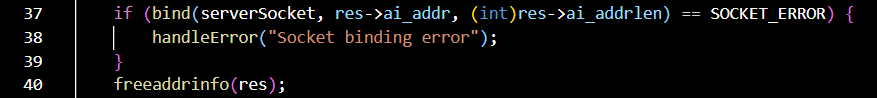 37 if (bind(serverSocket, res->ai_addr, (int)res->ai_addrlen) == SOCKET_ERROR) {
38 handleError("Socket binding error");
39 }
40 freeaddrinfo(res);